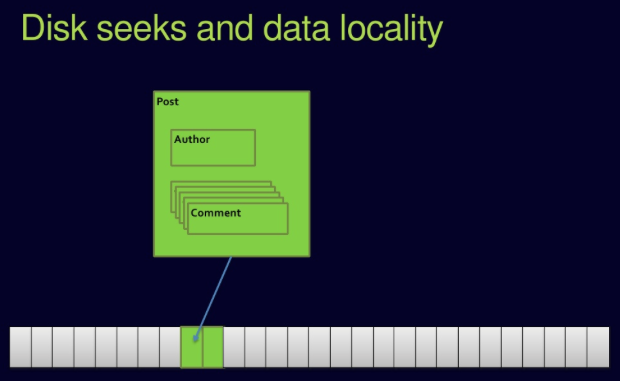 Disk seeks and data locality
Post
Author
Comment